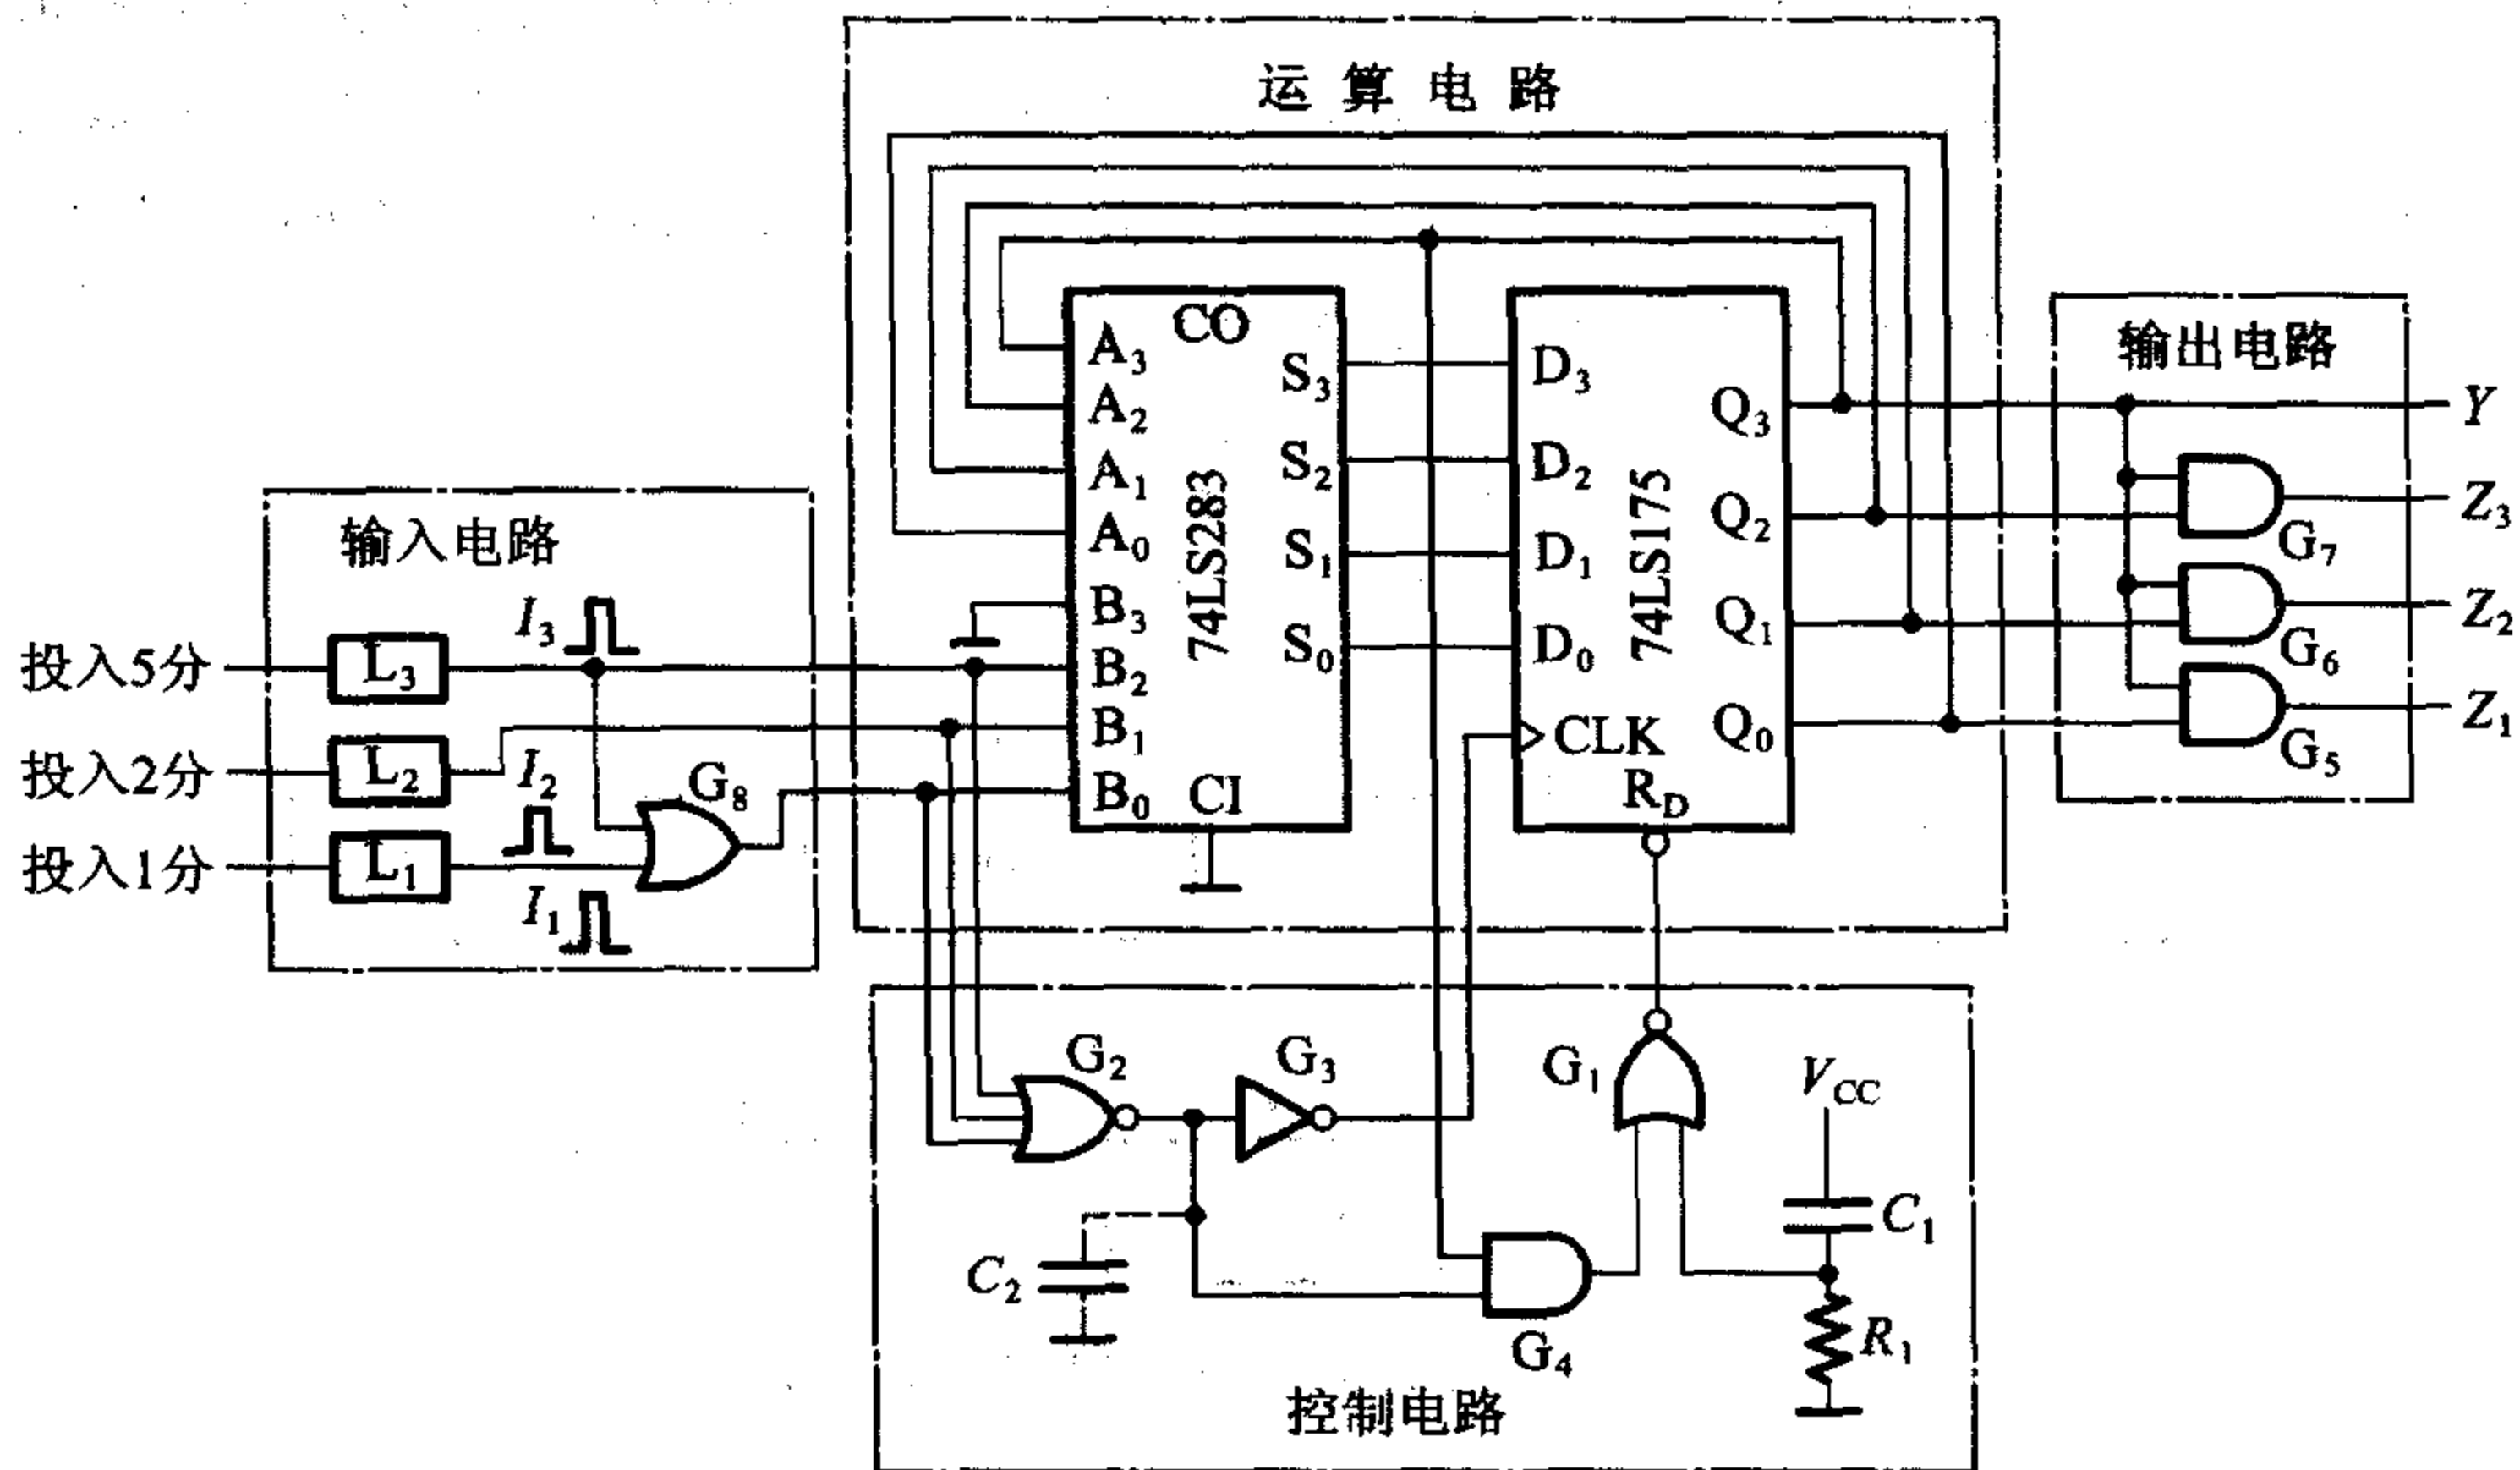 运算电路
输出电路
输入电路
CO
A₃
A₂
A₁
A₀
B₃
B₂
B₁
B₀
CI
74LS283
S₃
S₂
S₁
S₀
D₃
D₂
D₁
D₀
CLK
R_D
74LS175
Q₃
Q₂
Q₁
Q₀
Y
Z₃
G₇
Z₂
G₆
Z₁
G₅
投入5分
L₃
I₃
投入2分
L₂
I₂
G₈
投入1分
L₁
I₁
G₂
G₃
G₁
V_CC
C₁
C₂
G₄
R₁
控制电路